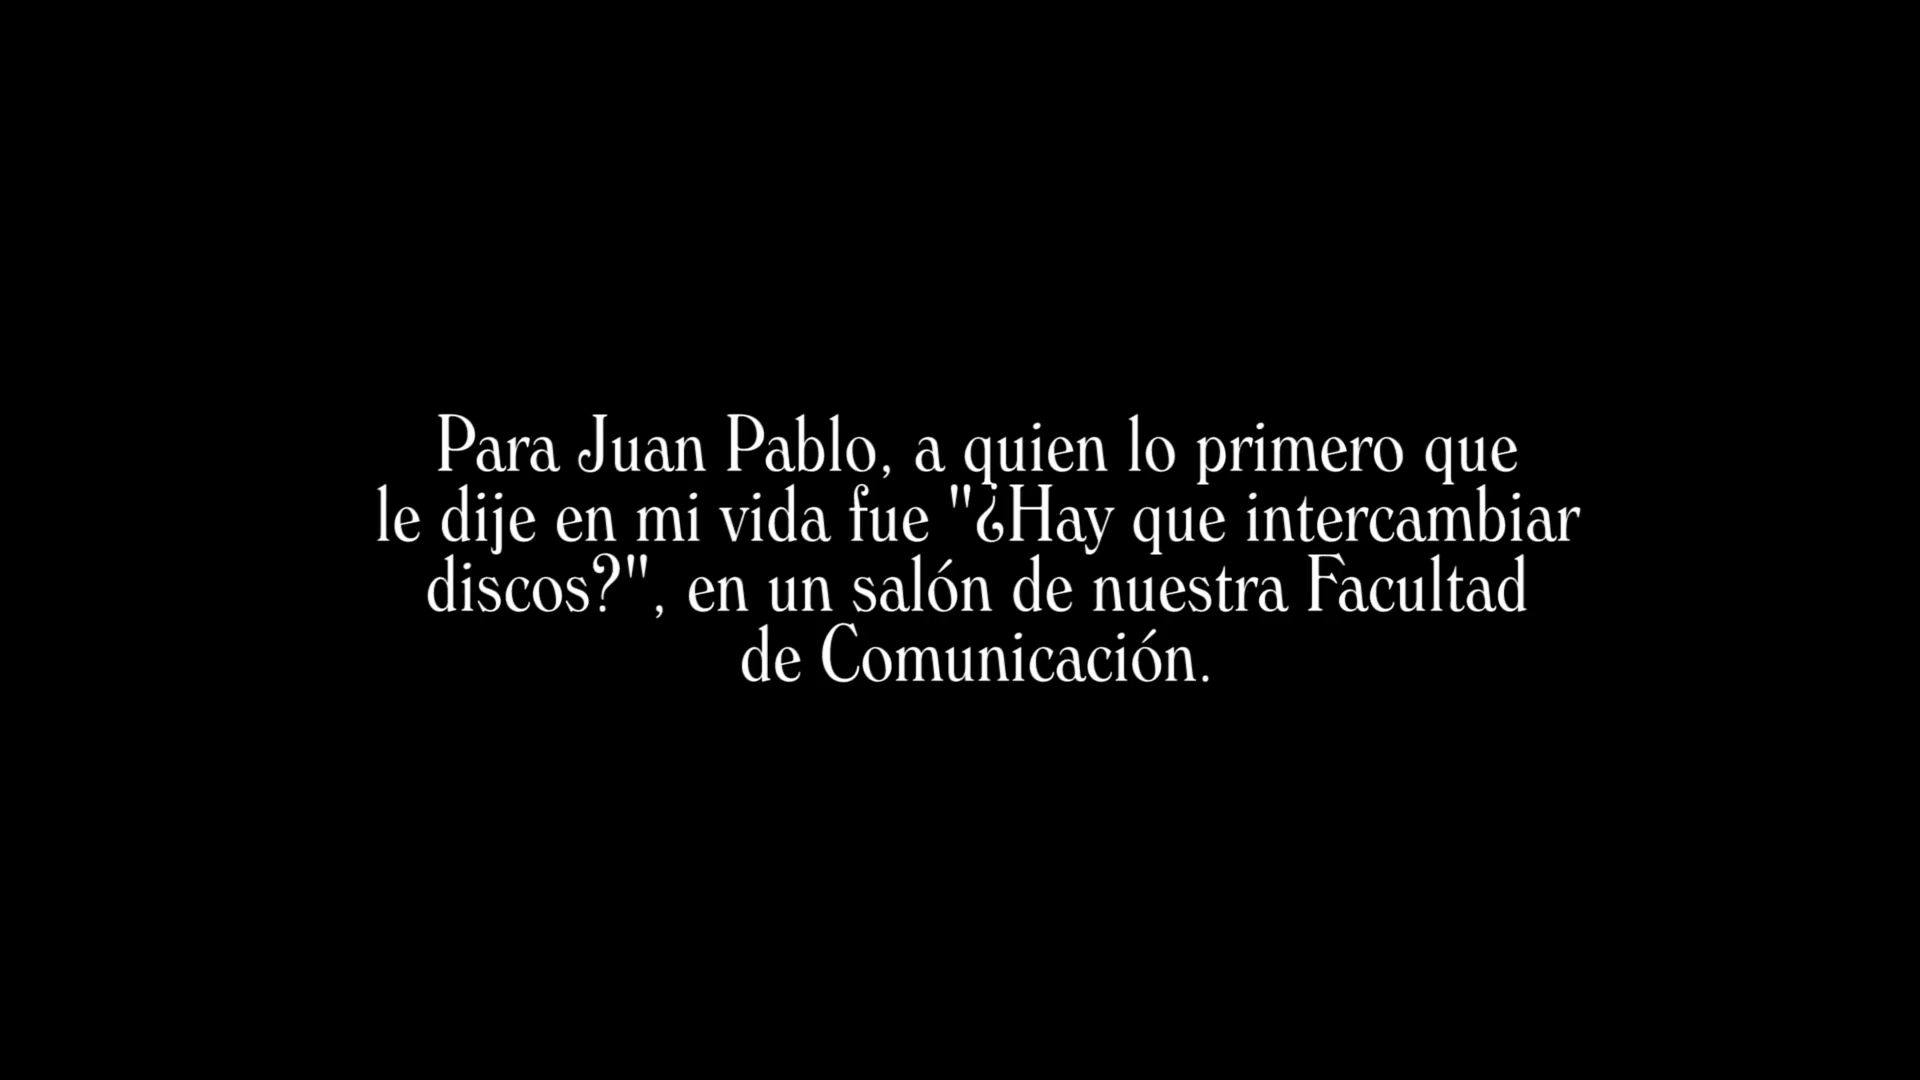 Para Juan Pablo, a quien lo primero que
le dije en mi vida fue "¿Hay que intercambiar
discos?", en un salón de nuestra Facultad
de Comunicación.